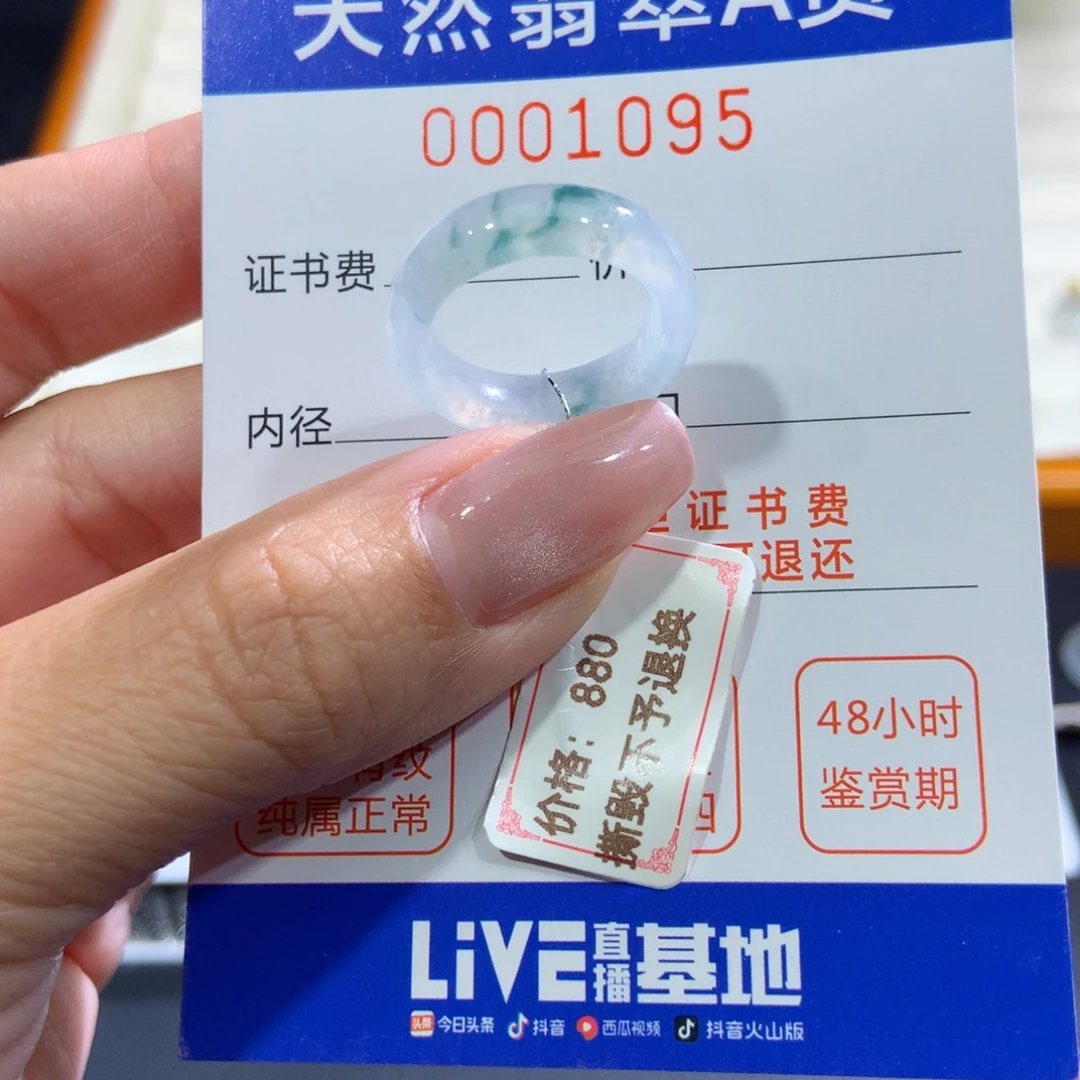 天然翡翠A货
0001095
证书费
内径
证书费
退还
价格：880
撕毁不予退换
纯属正常
48小时
鉴赏期
LiVE直播基地
头条 今日头条 抖音 西瓜视频 抖音火山版